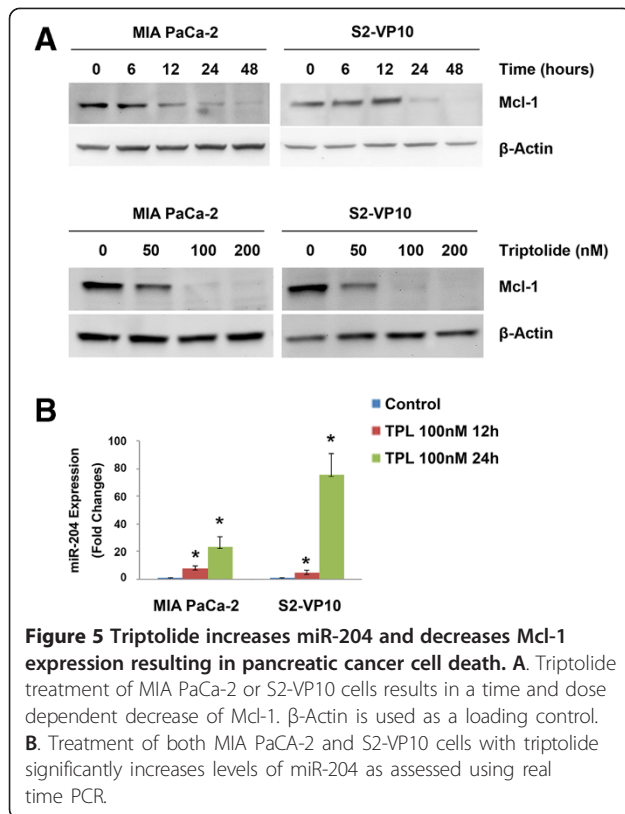 A
MIA PaCa-2 S2-VP10
0 6 12 24 48 0 6 12 24 48 Time (hours)
Mcl-1
β-Actin
MIA PaCa-2 S2-VP10
0 50 100 200 0 50 100 200 Triptolide (nM)
Mcl-1
β-Actin
B
Control
TPL 100nM 12h
TPL 100nM 24h
miR-204 Expression
(Fold Changes)
100
80
60
40
20
0
* * * *
MIA PaCa-2 S2-VP10
Figure 5 Triptolide increases miR-204 and decreases Mcl-1
expression resulting in pancreatic cancer cell death. A. Triptolide
treatment of MIA PaCa-2 or S2-VP10 cells results in a time and dose
dependent decrease of Mcl-1. β-Actin is used as a loading control.
B. Treatment of both MIA PaCA-2 and S2-VP10 cells with triptolide
significantly increases levels of miR-204 as assessed using real
time PCR.